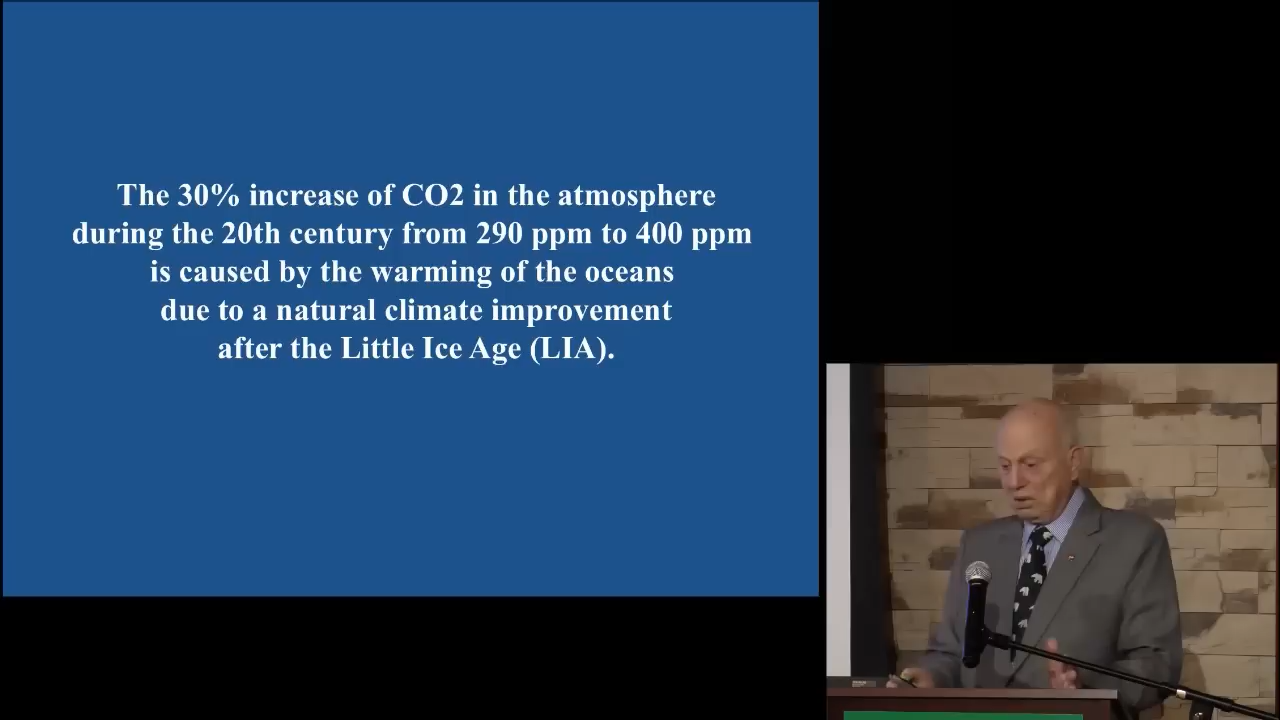 The 30% increase of CO2 in the atmosphere
during the 20th century from 290 ppm to 400 ppm
is caused by the warming of the oceans
due to a natural climate improvement
after the Little Ice Age (LIA).